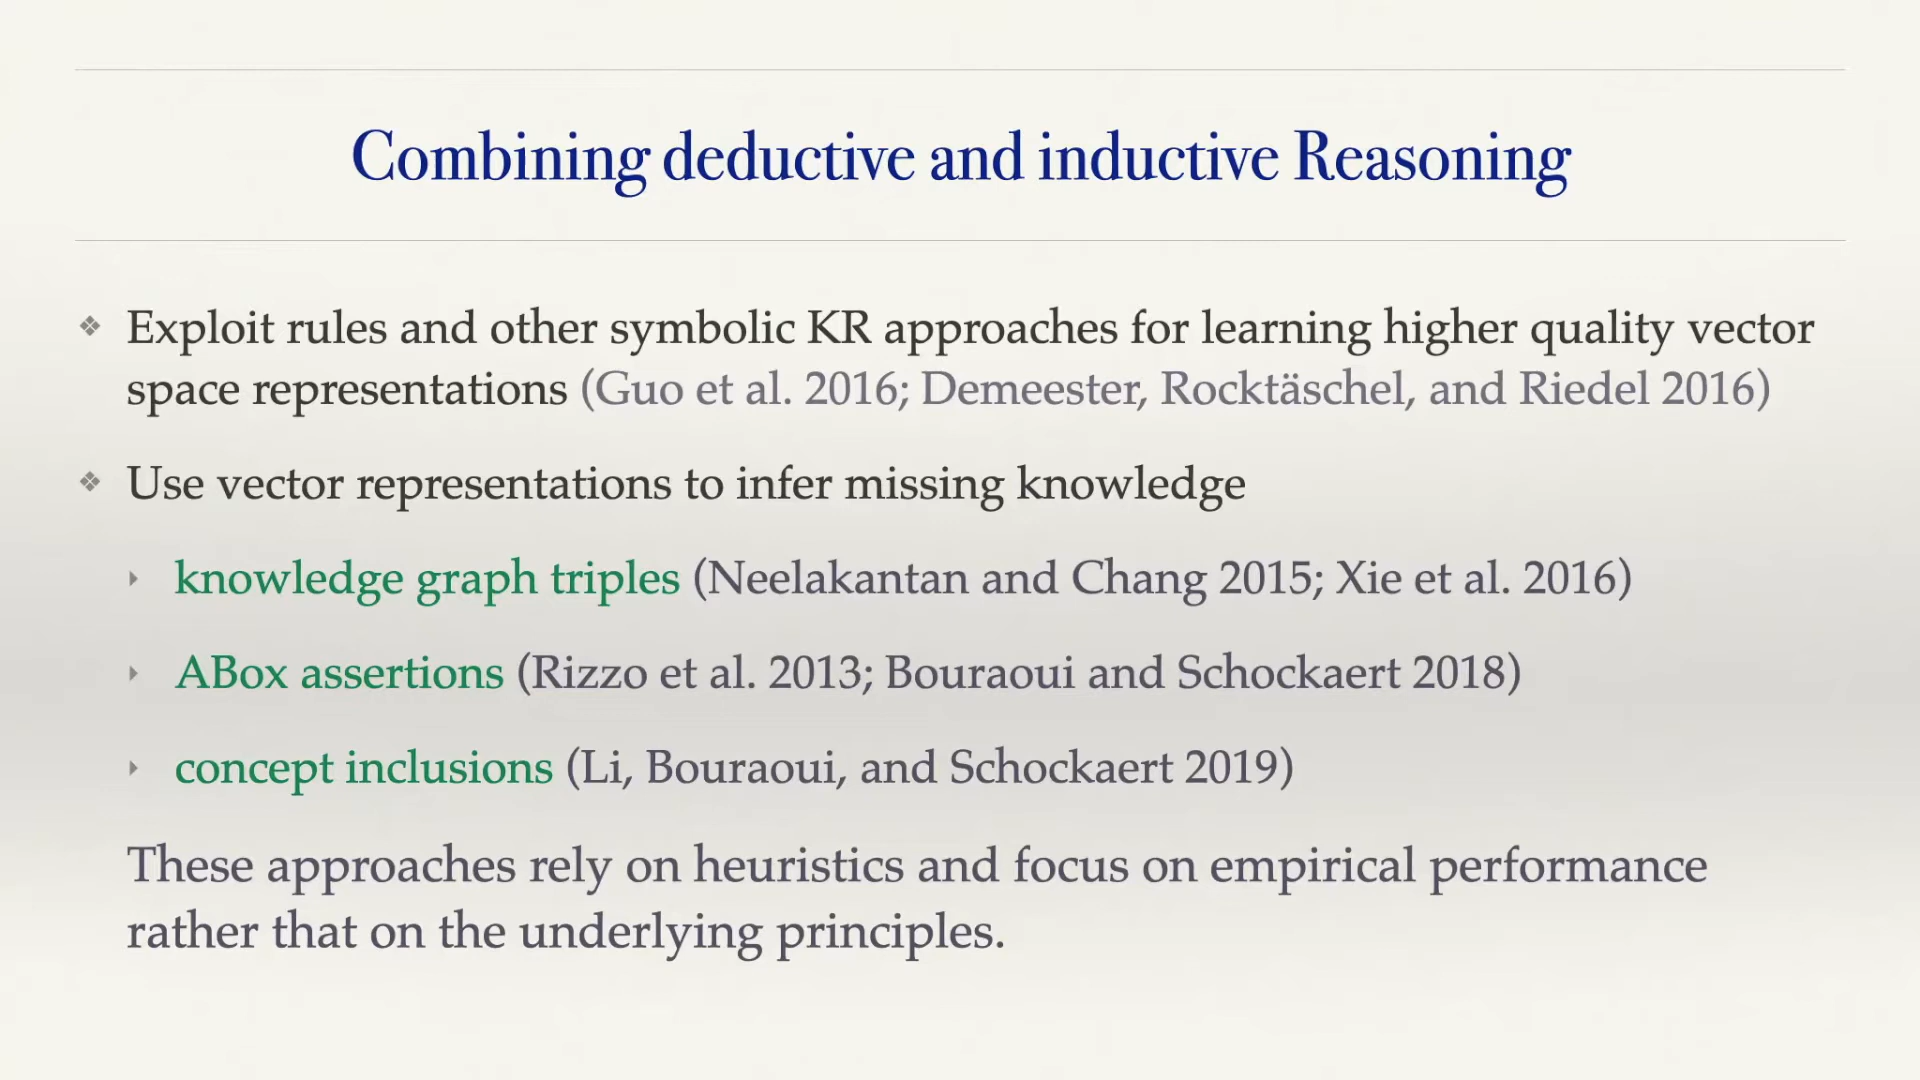 Combining deductive and inductive Reasoning
❖ Exploit rules and other symbolic KR approaches for learning higher quality vector
space representations (Guo et al. 2016; Demeester, Rocktäschel, and Riedel 2016)
❖ Use vector representations to infer missing knowledge
‣ knowledge graph triples (Neelakantan and Chang 2015; Xie et al. 2016)
‣ ABox assertions (Rizzo et al. 2013; Bouraoui and Schockaert 2018)
‣ concept inclusions (Li, Bouraoui, and Schockaert 2019)
These approaches rely on heuristics and focus on empirical performance
rather that on the underlying principles.